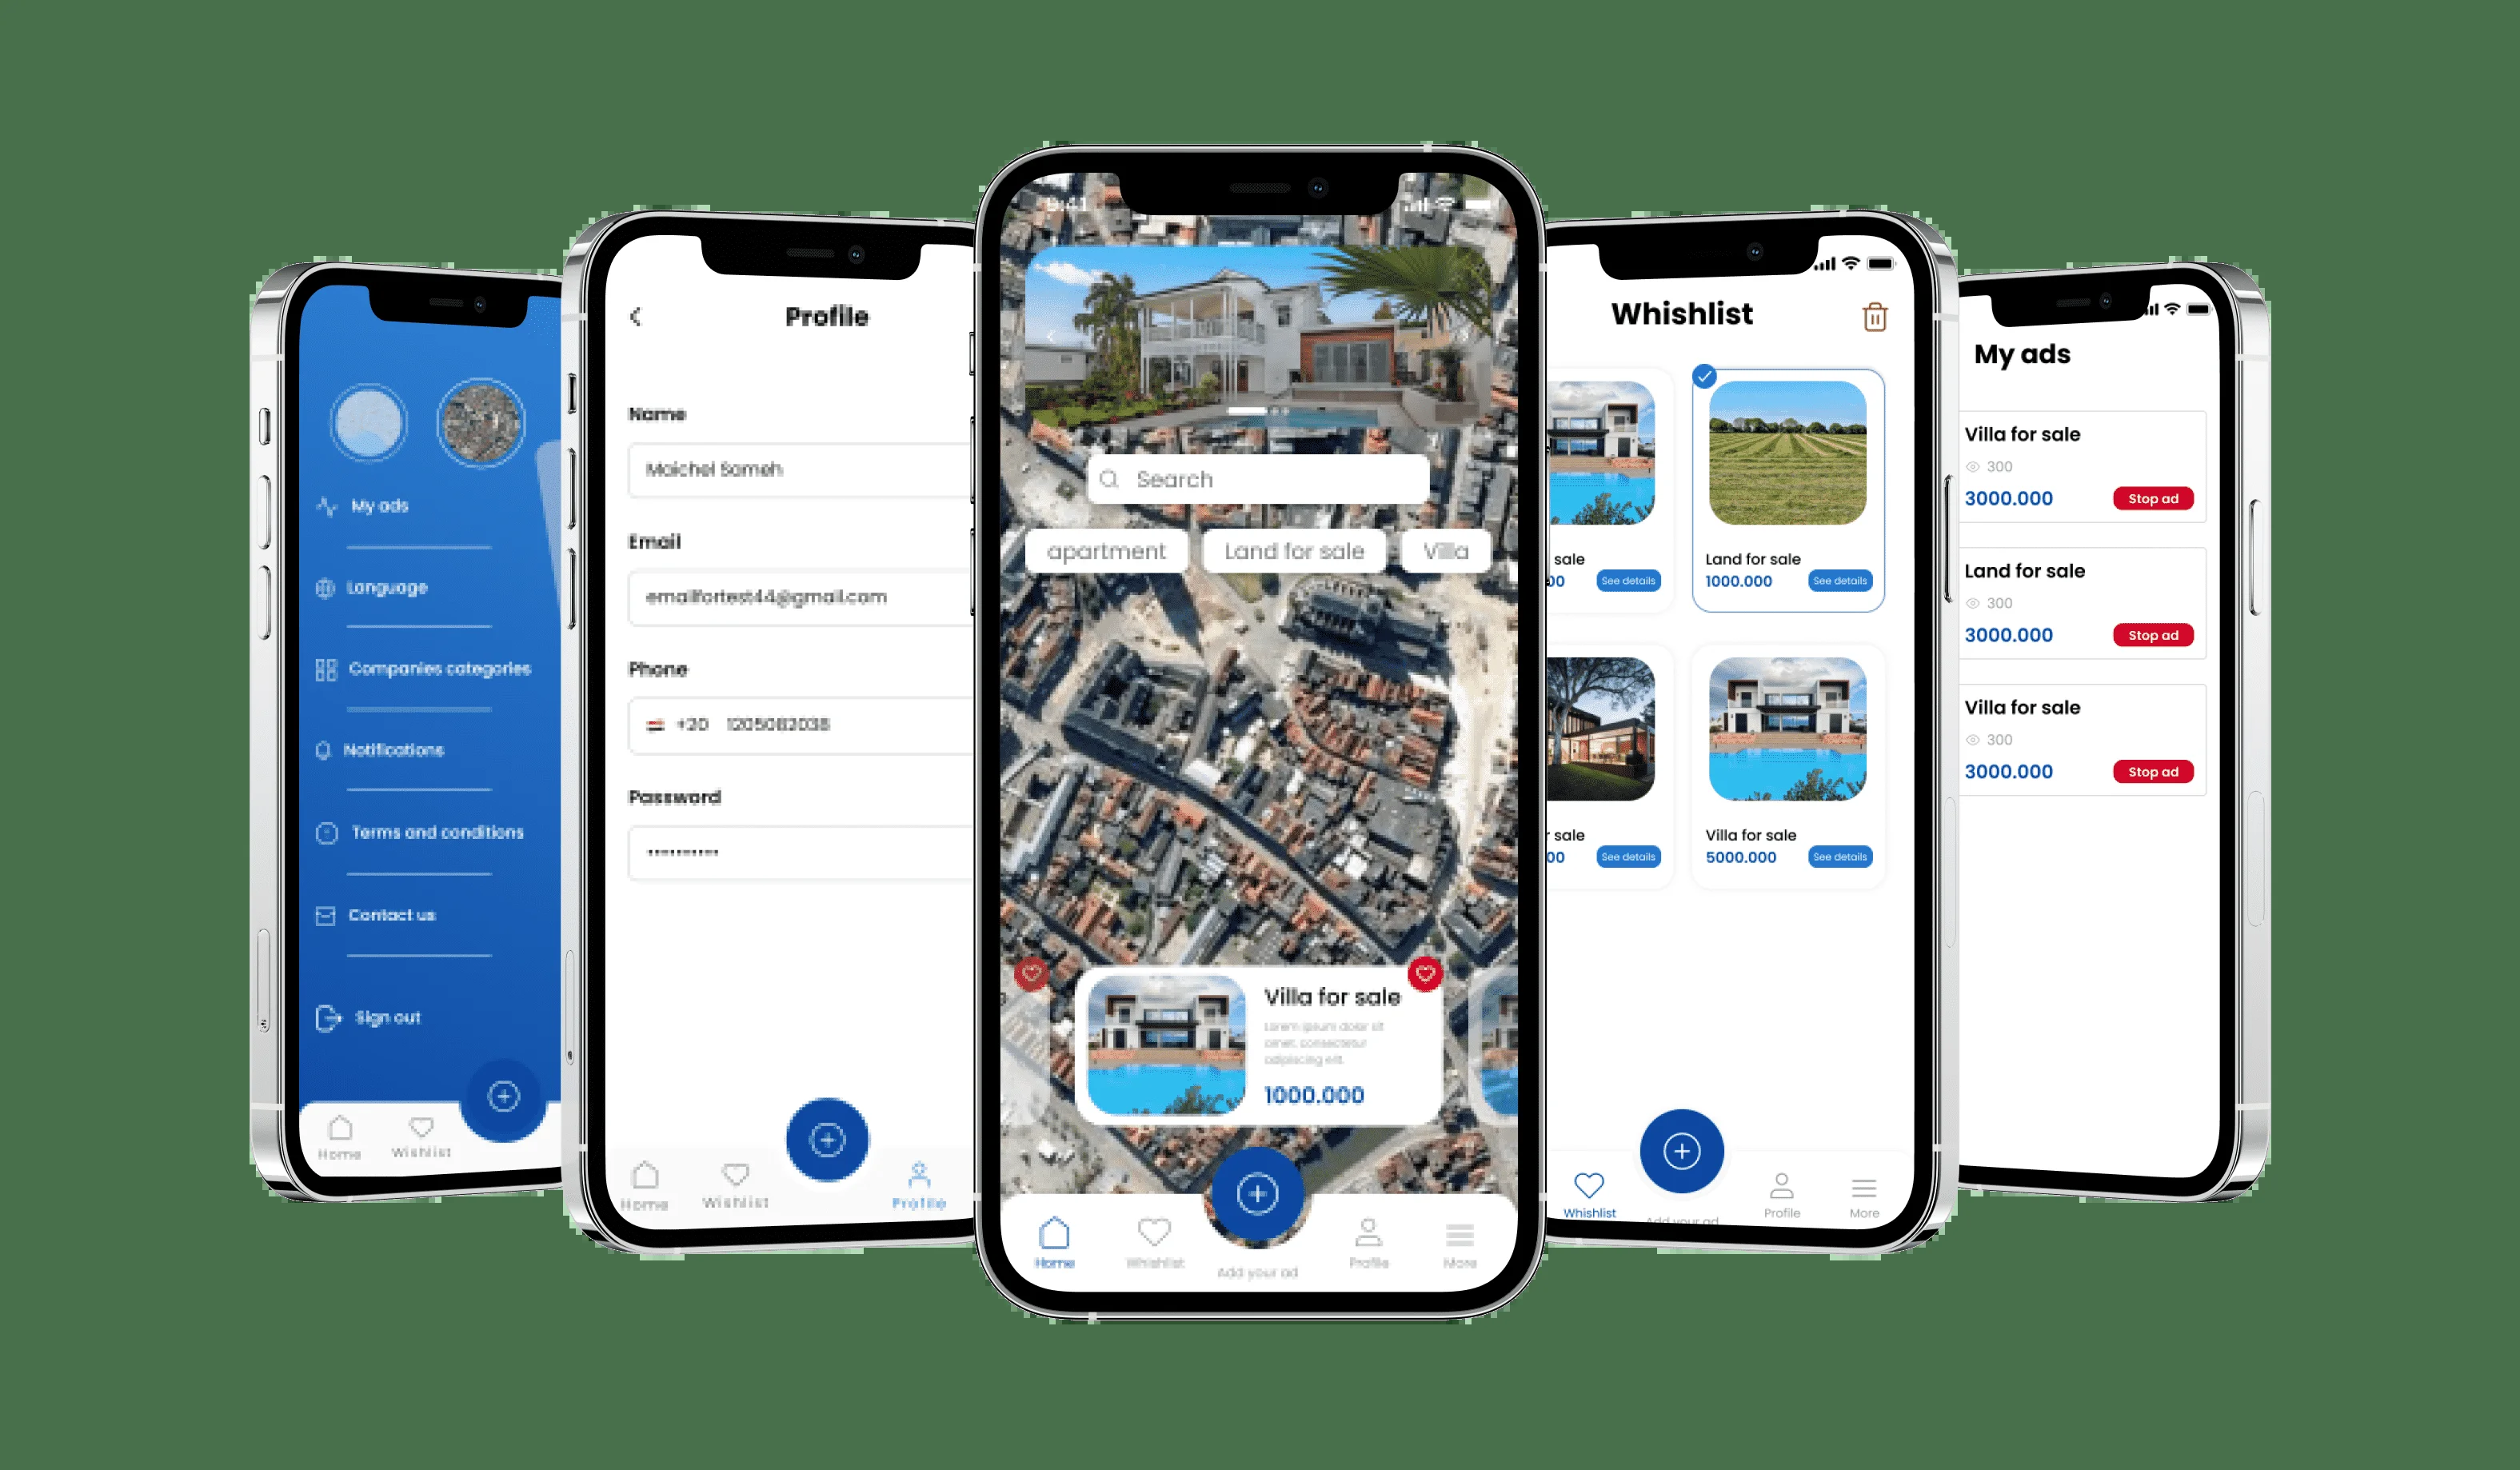 My ads
Language
Companies categories
Notifications
Terms and conditions
Contact us
Sign out
Home
Wishlist
Profile
Name
Maichel Sameh
Email
emailfortest44@gmail.com
Phone
+20 1205082038
Password
Home
Wishlist
Profile
Search
apartment
Land for sale
Villa
Villa for sale
Lorem ipsum dolor sit
amet, consectetur
adipiscing elit.
1000.000
Home
Whishlist
Add your ad
Profile
More
Whishlist
sale
00
See details
Land for sale
1000.000
See details
r sale
00
See details
Villa for sale
5000.000
See details
Whishlist
Add your ad
Profile
More
My ads
Villa for sale
300
3000.000
Stop ad
Land for sale
300
3000.000
Stop ad
Villa for sale
300
3000.000
Stop ad